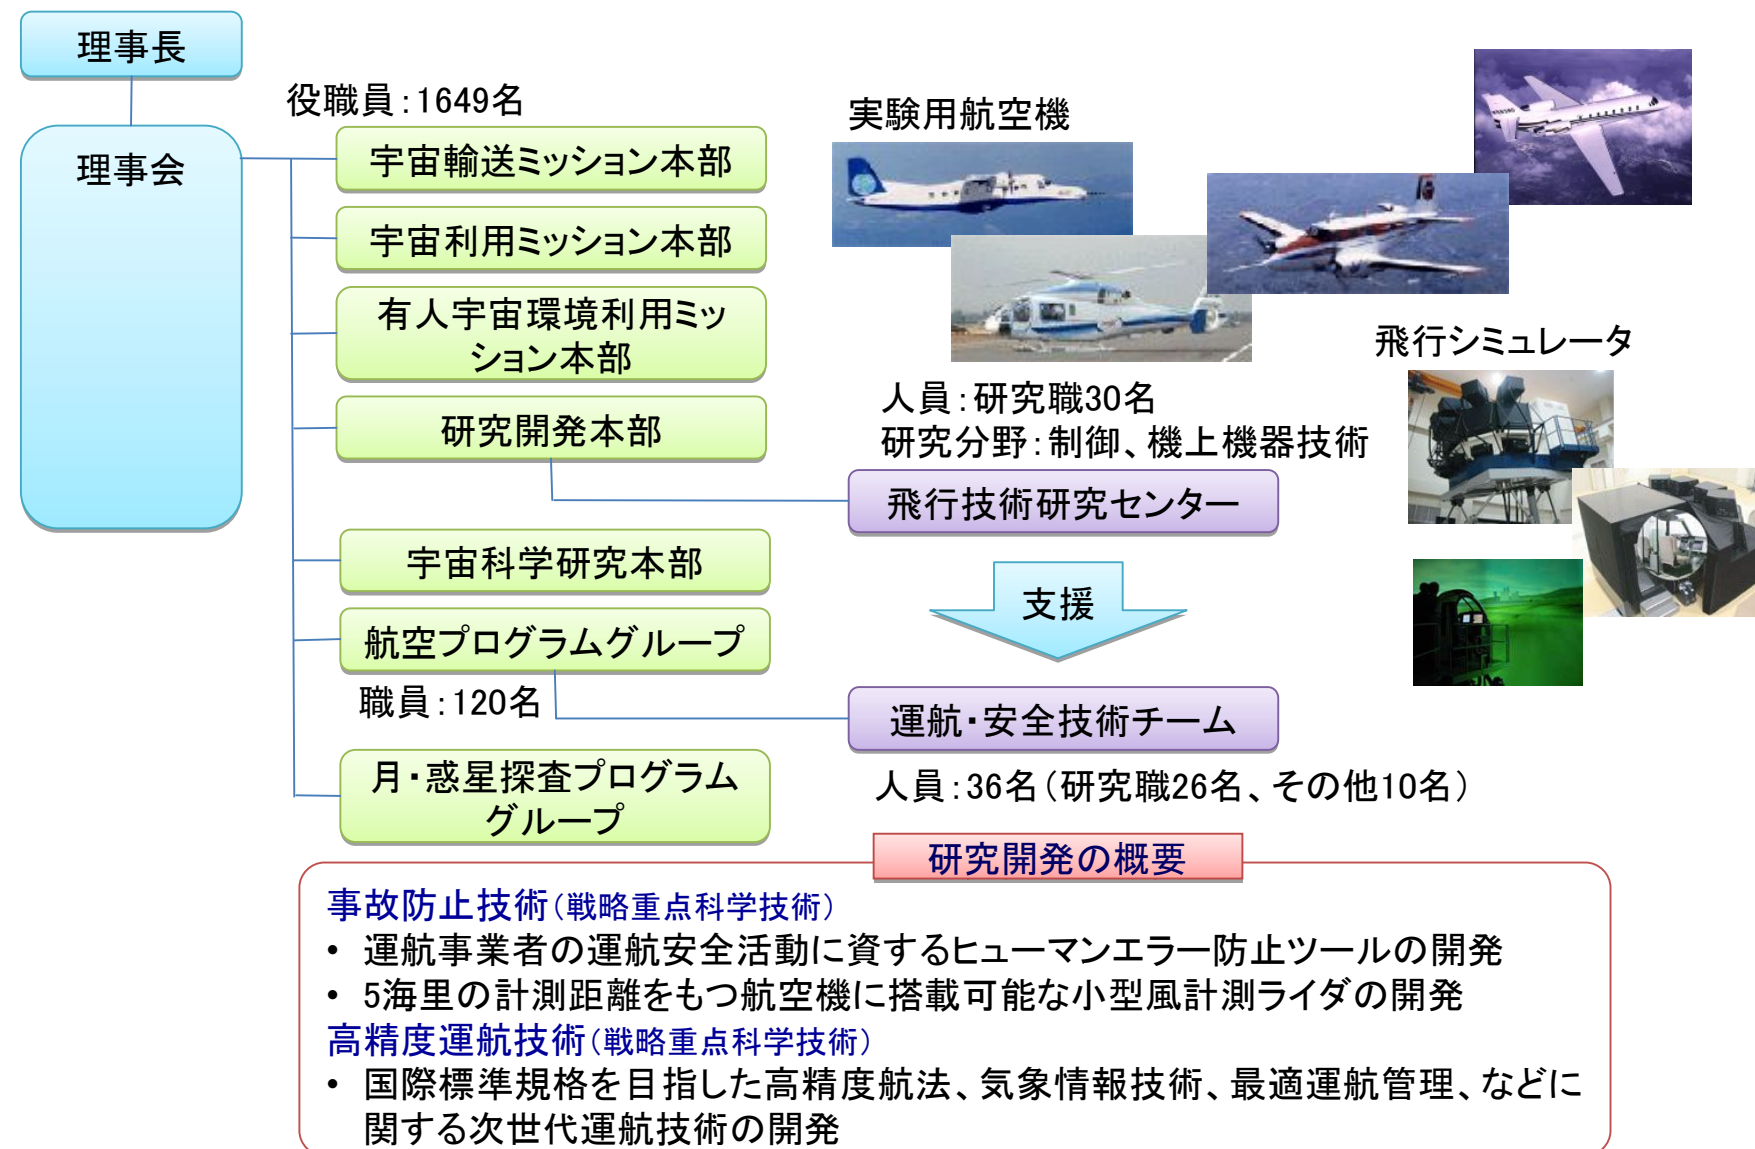 理事長
理事会
役職員：1649名
宇宙輸送ミッション本部
宇宙利用ミッション本部
有人宇宙環境利用ミッ
ション本部
研究開発本部
宇宙科学研究本部
航空プログラムグループ
職員：120名
月・惑星探査プログラム
グループ
実験用航空機
飛行シミュレータ
人員：研究職30名
研究分野：制御、機上機器技術
飛行技術研究センター
支援
運航・安全技術チーム
人員：36名（研究職26名、その他10名）
研究開発の概要
事故防止技術（戦略重点科学技術）
• 運航事業者の運航安全活動に資するヒューマンエラー防止ツールの開発
• 5海里の計測距離をもつ航空機に搭載可能な小型風計測ライダの開発
高精度運航技術（戦略重点科学技術）
• 国際標準規格を目指した高精度航法、気象情報技術、最適運航管理、などに
関する次世代運航技術の開発